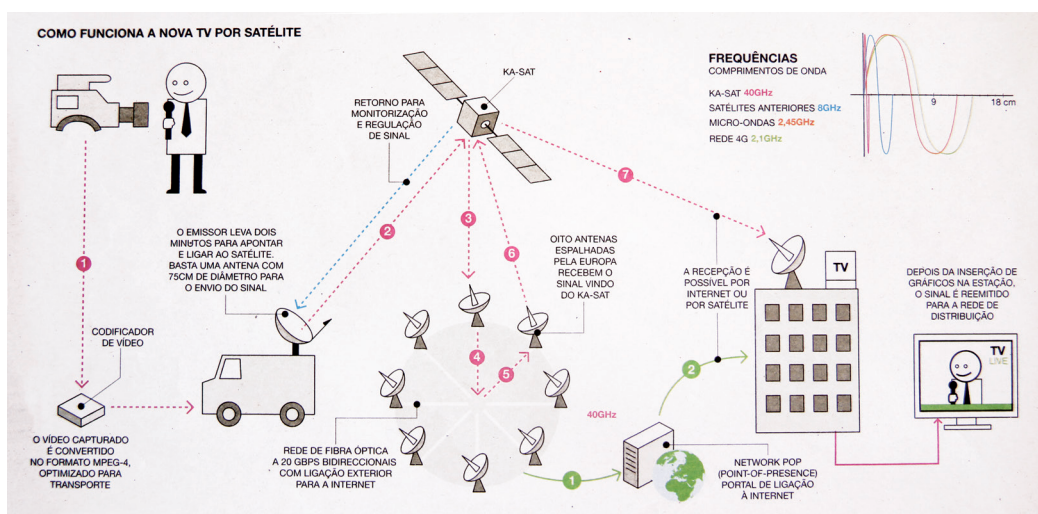 COMO FUNCIONA A NOVA TV POR SATÉLITE
KA-SAT
RETORNO PARA
MONITORIZAÇÃO
E REGULAÇÃO
DE SINAL
FREQUÊNCIAS
COMPRIMENTOS DE ONDA
KA-SAT 40GHz
SATÉLITES ANTERIORES 8GHz
MICRO-ONDAS 2,45GHz
REDE 4G 2,1GHz
9
18 cm
1
2
3
6
7
O EMISSOR LEVA DOIS
MINUTOS PARA APONTAR
E LIGAR AO SATÉLITE.
BASTA UMA ANTENA COM
75CM DE DIÂMETRO PARA
O ENVIO DO SINAL
OITO ANTENAS
ESPALHADAS
PELA EUROPA
RECEBEM O
SINAL VINDO
DO KA-SAT
A RECEPÇÃO É
POSSÍVEL POR
INTERNET OU
POR SATÉLITE
TV
DEPOIS DA INSERÇÃO DE
GRÁFICOS NA ESTAÇÃO,
O SINAL É REEMITIDO
PARA A REDE DE
DISTRIBUIÇÃO
TV
LIVE
CODIFICADOR
DE VÍDEO
4
5
2
40GHz
O VÍDEO CAPTURADO
É CONVERTIDO
NO FORMATO MPEG-4,
OPTIMIZADO PARA
TRANSPORTE
REDE DE FIBRA ÓPTICA
A 20 GBPS BIDIRECCIONAIS
COM LIGAÇÃO EXTERIOR
PARA A INTERNET
1
NETWORK POP
(POINT-OF-PRESENCE)
PORTAL DE LIGAÇÃO
À INTERNET